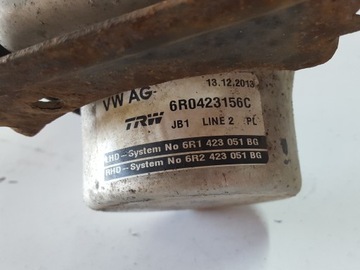 13.12.2013
VW AG 6R0423156C
TRW JB1 LINE 2 PL
RHD-System No 6R1 423 051 BG
RHD-System No 6R2 423 051 BG